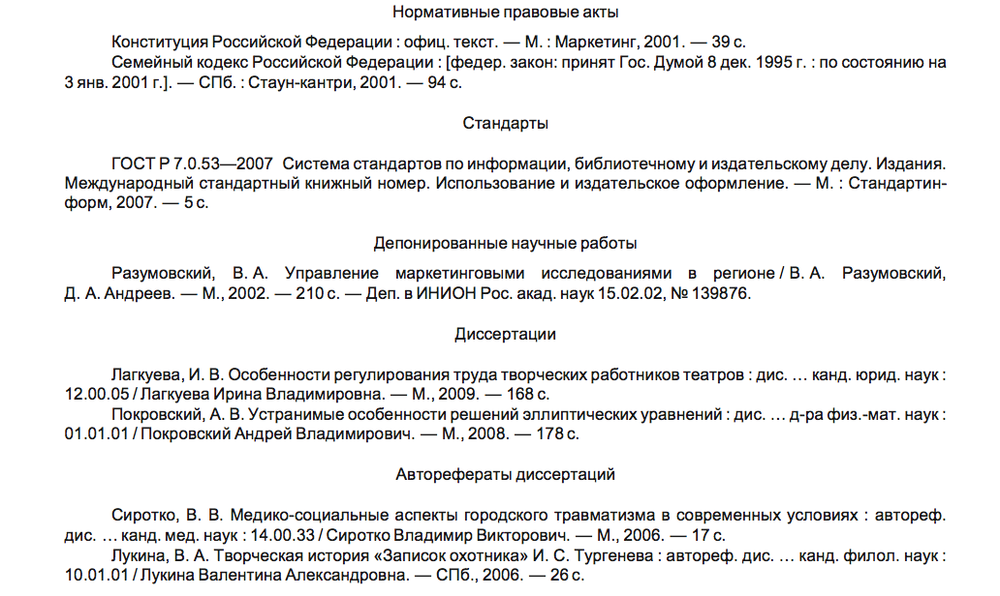 Нормативные правовые акты
Конституция Российской Федерации : офиц. текст. — М. : Маркетинг, 2001. — 39 с.
Семейный кодекс Российской Федерации : [федер. закон: принят Гос. Думой 8 дек. 1995 г. : по состоянию на
3 янв. 2001 г.]. — СПб. : Стаун-кантри, 2001. — 94 с.
Стандарты
ГОСТ Р 7.0.53—2007 Система стандартов по информации, библиотечному и издательскому делу. Издания.
Международный стандартный книжный номер. Использование и издательское оформление. — М. : Стандартин-
форм, 2007. — 5 с.
Депонированные научные работы
Разумовский, В. А. Управление маркетинговыми исследованиями в регионе / В. А. Разумовский,
Д. А. Андреев. — М., 2002. — 210 с. — Деп. в ИНИОН Рос. акад. наук 15.02.02, № 139876.
Диссертации
Лагкуева, И. В. Особенности регулирования труда творческих работников театров : дис. … канд. юрид. наук :
12.00.05 / Лагкуева Ирина Владимировна. — М., 2009. — 168 с.
Покровский, А. В. Устранимые особенности решений эллиптических уравнений : дис. … д-ра физ.-мат. наук :
01.01.01 / Покровский Андрей Владимирович. — М., 2008. — 178 с.
Авторефераты диссертаций
Сиротко, В. В. Медико-социальные аспекты городского травматизма в современных условиях : автореф.
дис. … канд. мед. наук : 14.00.33 / Сиротко Владимир Викторович. — М., 2006. — 17 с.
Лукина, В. А. Творческая история «Записок охотника» И. С. Тургенева : автореф. дис. … канд. филол. наук :
10.01.01 / Лукина Валентина Александровна. — СПб., 2006. — 26 с.